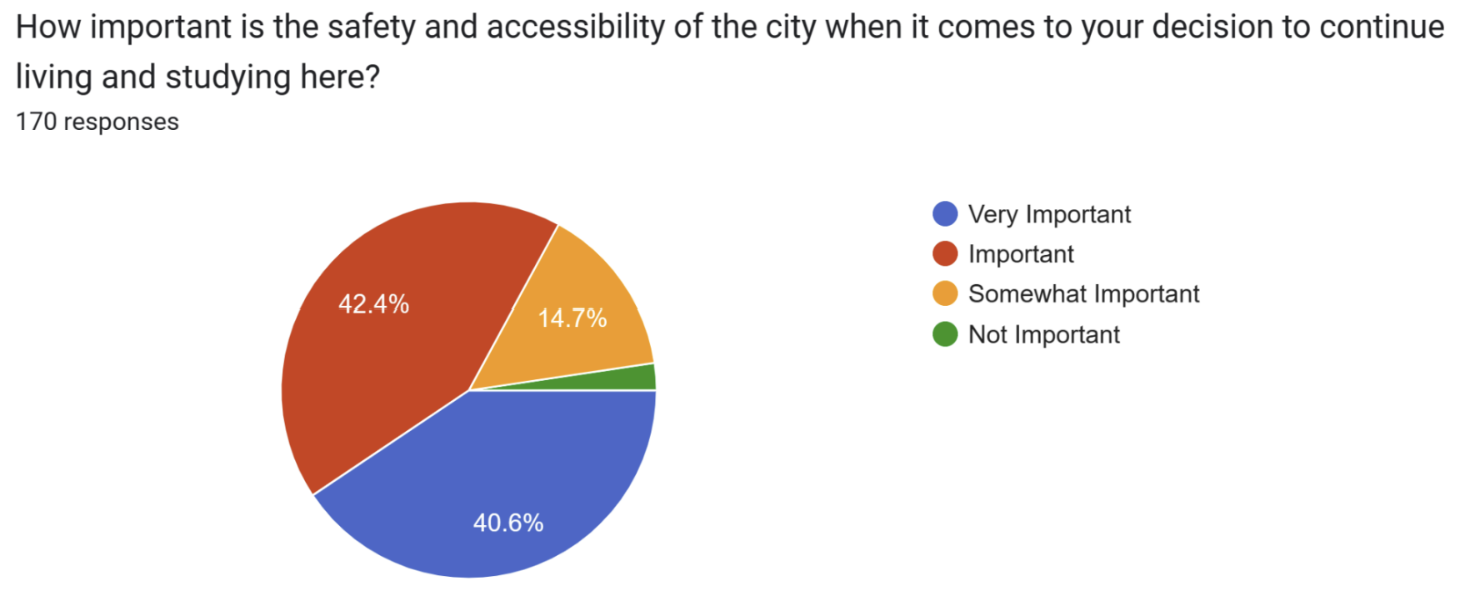 How important is the safety and accessibility of the city when it comes to your decision to continue
living and studying here?
170 responses
42.4%
14.7%
40.6%
Very Important
Important
Somewhat Important
Not Important